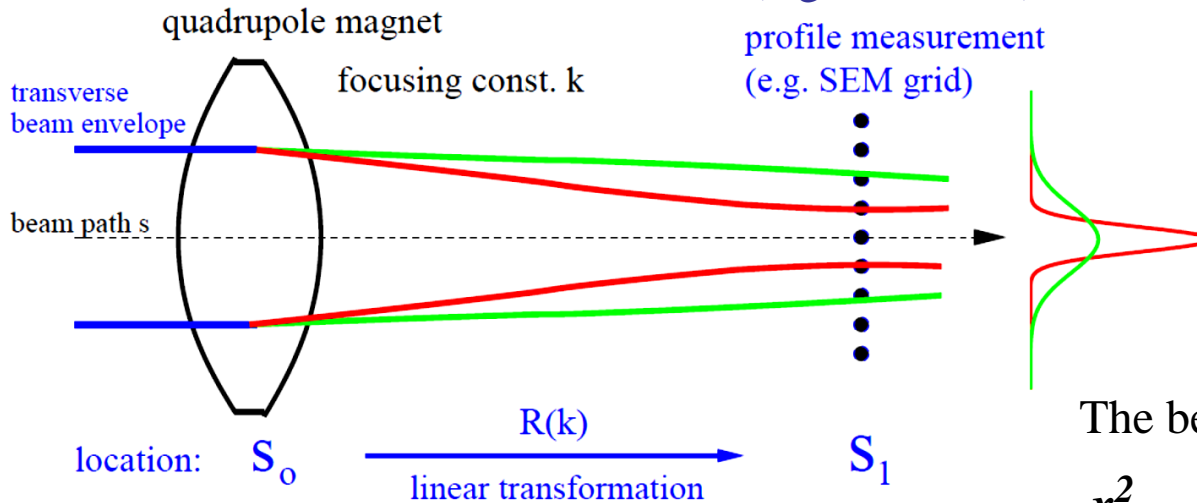 quadrupole magnet
focusing const. k
transverse
beam envelope
beam path s
profile measurement
(e.g. SEM grid)
R(k)
location: s₀
linear transformation
s₁
The be